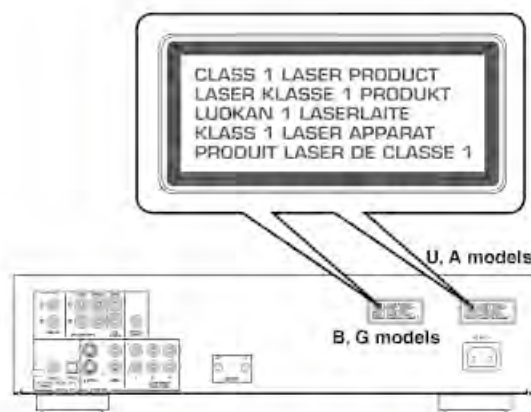 CLASS 1 LASER PRODUCT
LASER KLASSE 1 PRODUKT
LUOKAN 1 LASERLAITE
KLASS 1 LASER APPARAT
PRODUIT LASER DE CLASSE 1
U, A models
B, G models